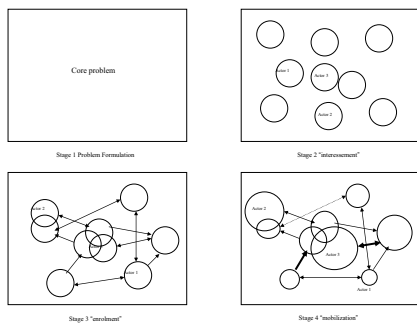 Core problem
Actor 1
Actor 3
Actor 2
Stage 1 Problem Formulation
Stage 2 "interessement"
Actor 2
Actor 1
Actor 2
Actor 3
Actor 1
Stage 3 "enrolment"
Stage 4 "mobilization"